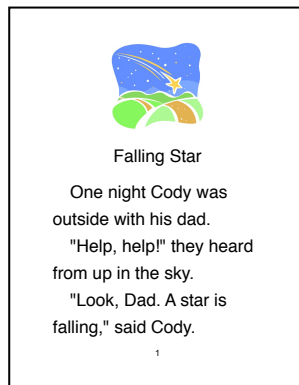 Falling Star
One night Cody was
outside with his dad.
"Help, help!" they heard
from up in the sky.
"Look, Dad. A star is
falling," said Cody.
1